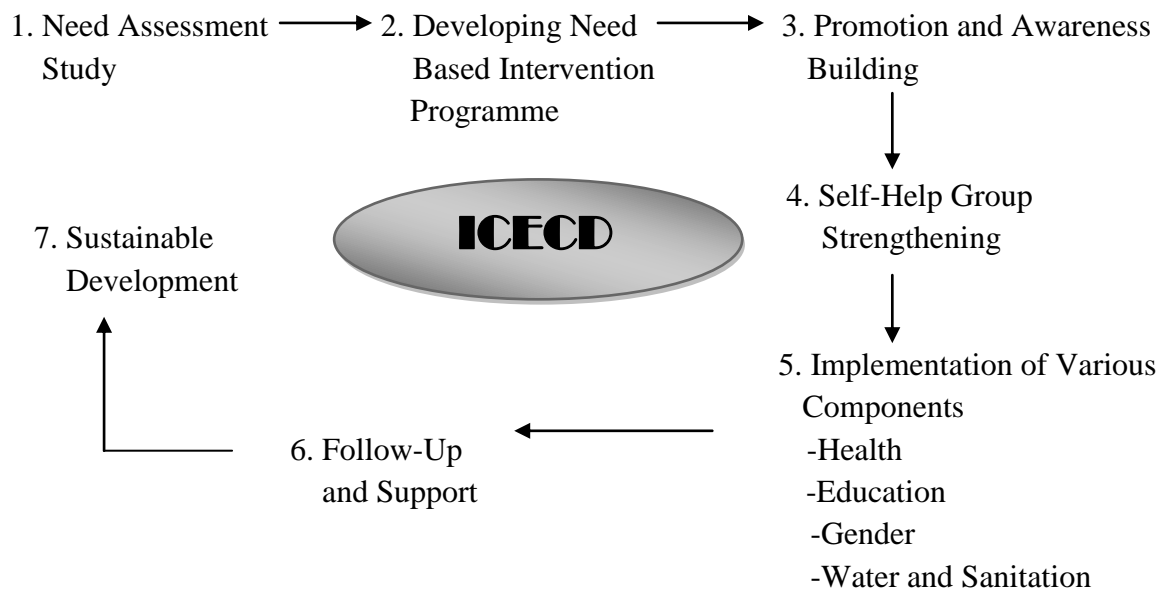 1. Need Assessment
Study
2. Developing Need
Based Intervention
Programme
3. Promotion and Awareness
Building
4. Self-Help Group
Strengthening
ICECD
5. Implementation of Various
Components
-Health
-Education
-Gender
-Water and Sanitation
6. Follow-Up
and Support
7. Sustainable
Development